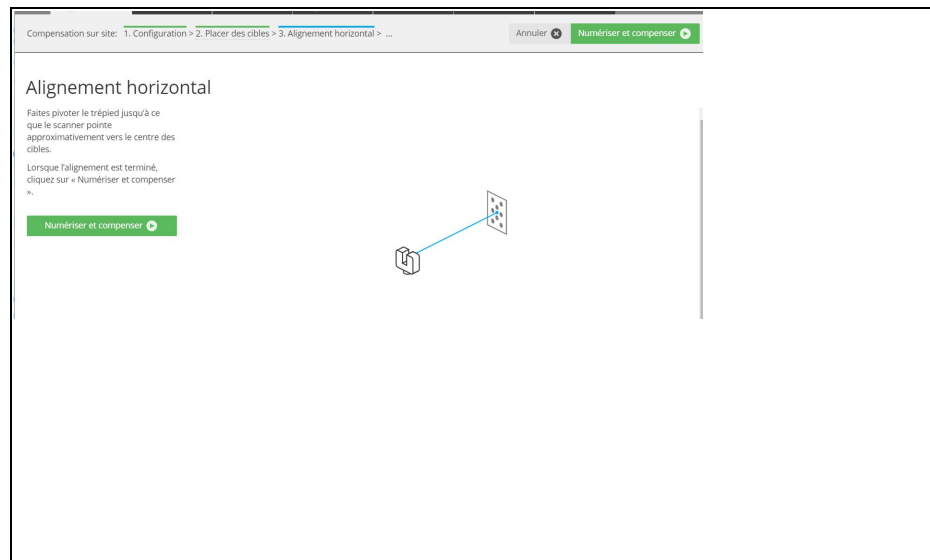 Compensation sur site: 1. Configuration > 2. Placer des cibles > 3. Alignement horizontal > ...
Annuler
Numériser et compenser
Alignement horizontal
Faites pivoter le trépied jusqu'à ce
que le scanner pointe
approximativement vers le centre des
cibles.
Lorsque l'alignement est terminé,
cliquez sur « Numériser et compenser
».
Numériser et compenser